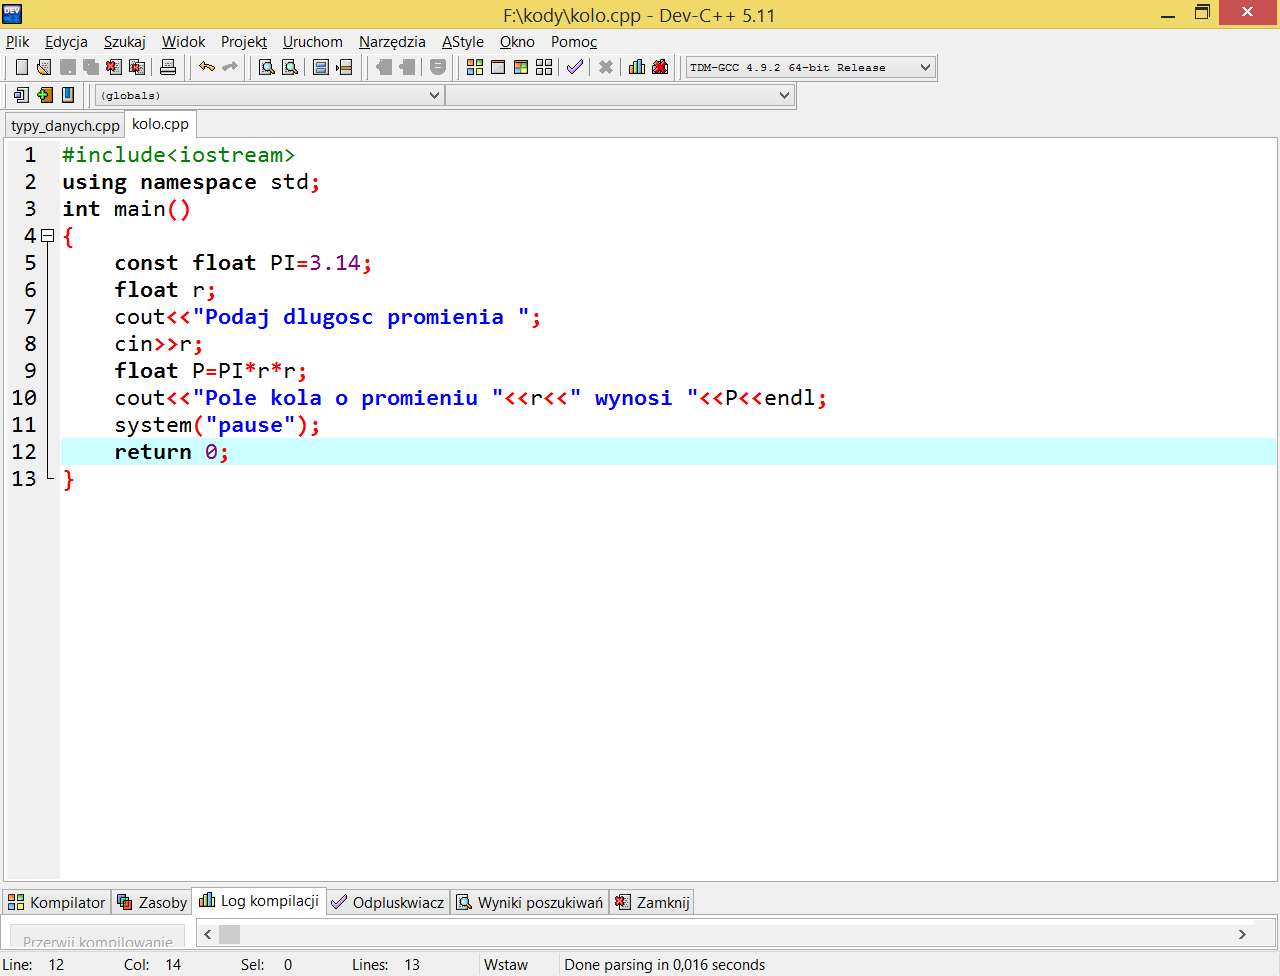 F:\kody\kolo.cpp - Dev-C++ 5.11
Plik Edycja Szukaj Widok Projekt Uruchom Narzędzia AStyle Okno Pomoc
TDM-GCC 4.9.2 64-bit Release
(globals)
typy_danych.cpp kolo.cpp
1 #include<iostream>
2 using namespace std;
3 int main()
4 {
5 const float PI=3.14;
6 float r;
7 cout<<"Podaj dlugosc promienia ";
8 cin>>r;
9 float P=PI*r*r;
10 cout<<"Pole kola o promieniu "<<r<<" wynosi "<<P<<endl;
11 system("pause");
12 return 0;
13 }
Kompilator Zasoby Log kompilacji Odpluskwiacz Wyniki poszukiwań Zamknij
Przerwij kompilowanie
Line: 12 Col: 14 Sel: 0 Lines: 13 Wstaw Done parsing in 0,016 seconds